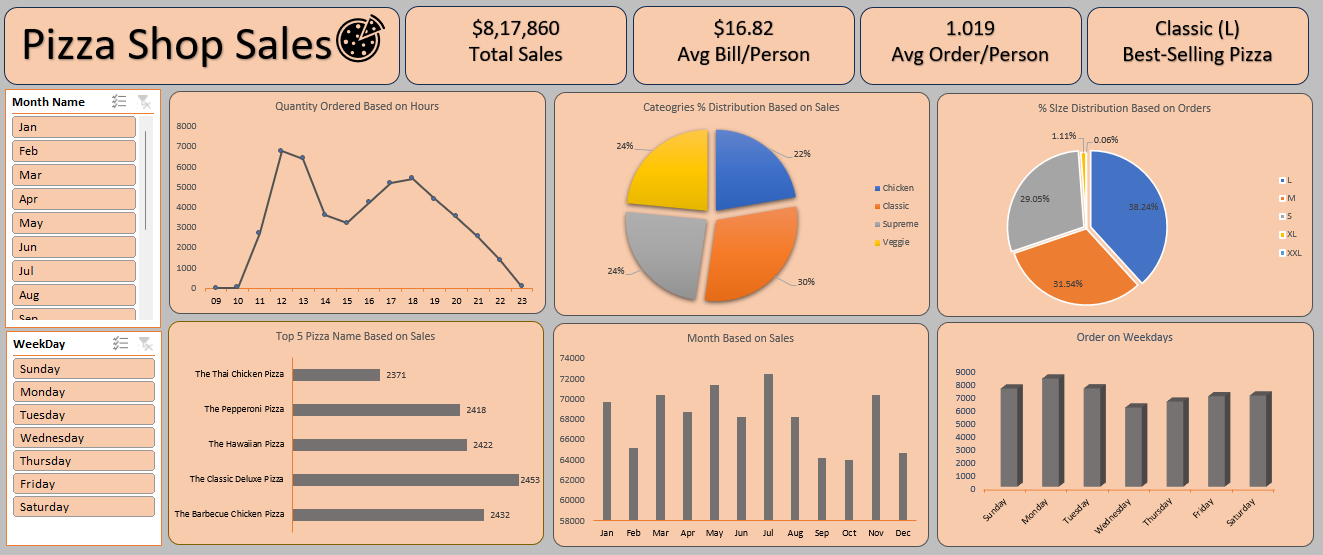 Pizza Shop Sales
$8,17,860
Total Sales
$16.82
Avg Bill/Person
1.019
Avg Order/Person
Classic (L)
Best-Selling Pizza
Month Name
Jan
Feb
Mar
Apr
May
Jun
Jul
Aug
Sep
WeekDay
Sunday
Monday
Tuesday
Wednesday
Thursday
Friday
Saturday
Quantity Ordered Based on Hours
8000
7000
6000
5000
4000
3000
2000
1000
0
09 10 11 12 13 14 15 16 17 18 19 20 21 22 23
Cateogries % Distribution Based on Sales
24%
22%
24%
30%
Chicken
Classic
Supreme
Veggie
% SIze Distribution Based on Orders
1.11%
0.06%
29.05%
38.24%
31.54%
L
M
S
XL
XXL
Top 5 Pizza Name Based on Sales
The Thai Chicken Pizza 2371
The Pepperoni Pizza 2418
The Hawaiian Pizza 2422
The Classic Deluxe Pizza 2453
The Barbecue Chicken Pizza 2432
Month Based on Sales
74000
72000
70000
68000
66000
64000
62000
60000
58000
Jan Feb Mar Apr May Jun Jul Aug Sep Oct Nov Dec
Order on Weekdays
9000
8000
7000
6000
5000
4000
3000
2000
1000
0
Sunday Monday Tuesday Wednesday Thursday Friday Saturday